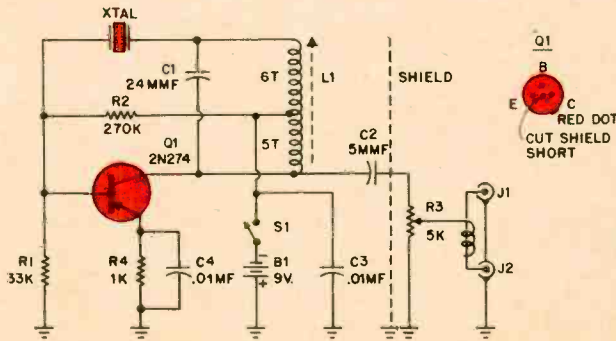 XTAL
C1
24MMF
6T
L1
SHIELD
Q1
B
E
C
RED DOT
CUT SHIELD
SHORT
R2
270K
Q1
2N274
5T
C2
5MMF
R1
33K
R4
1K
C4
.01MF
S1
B1
9V.
C3
.01MF
R3
5K
J1
J2